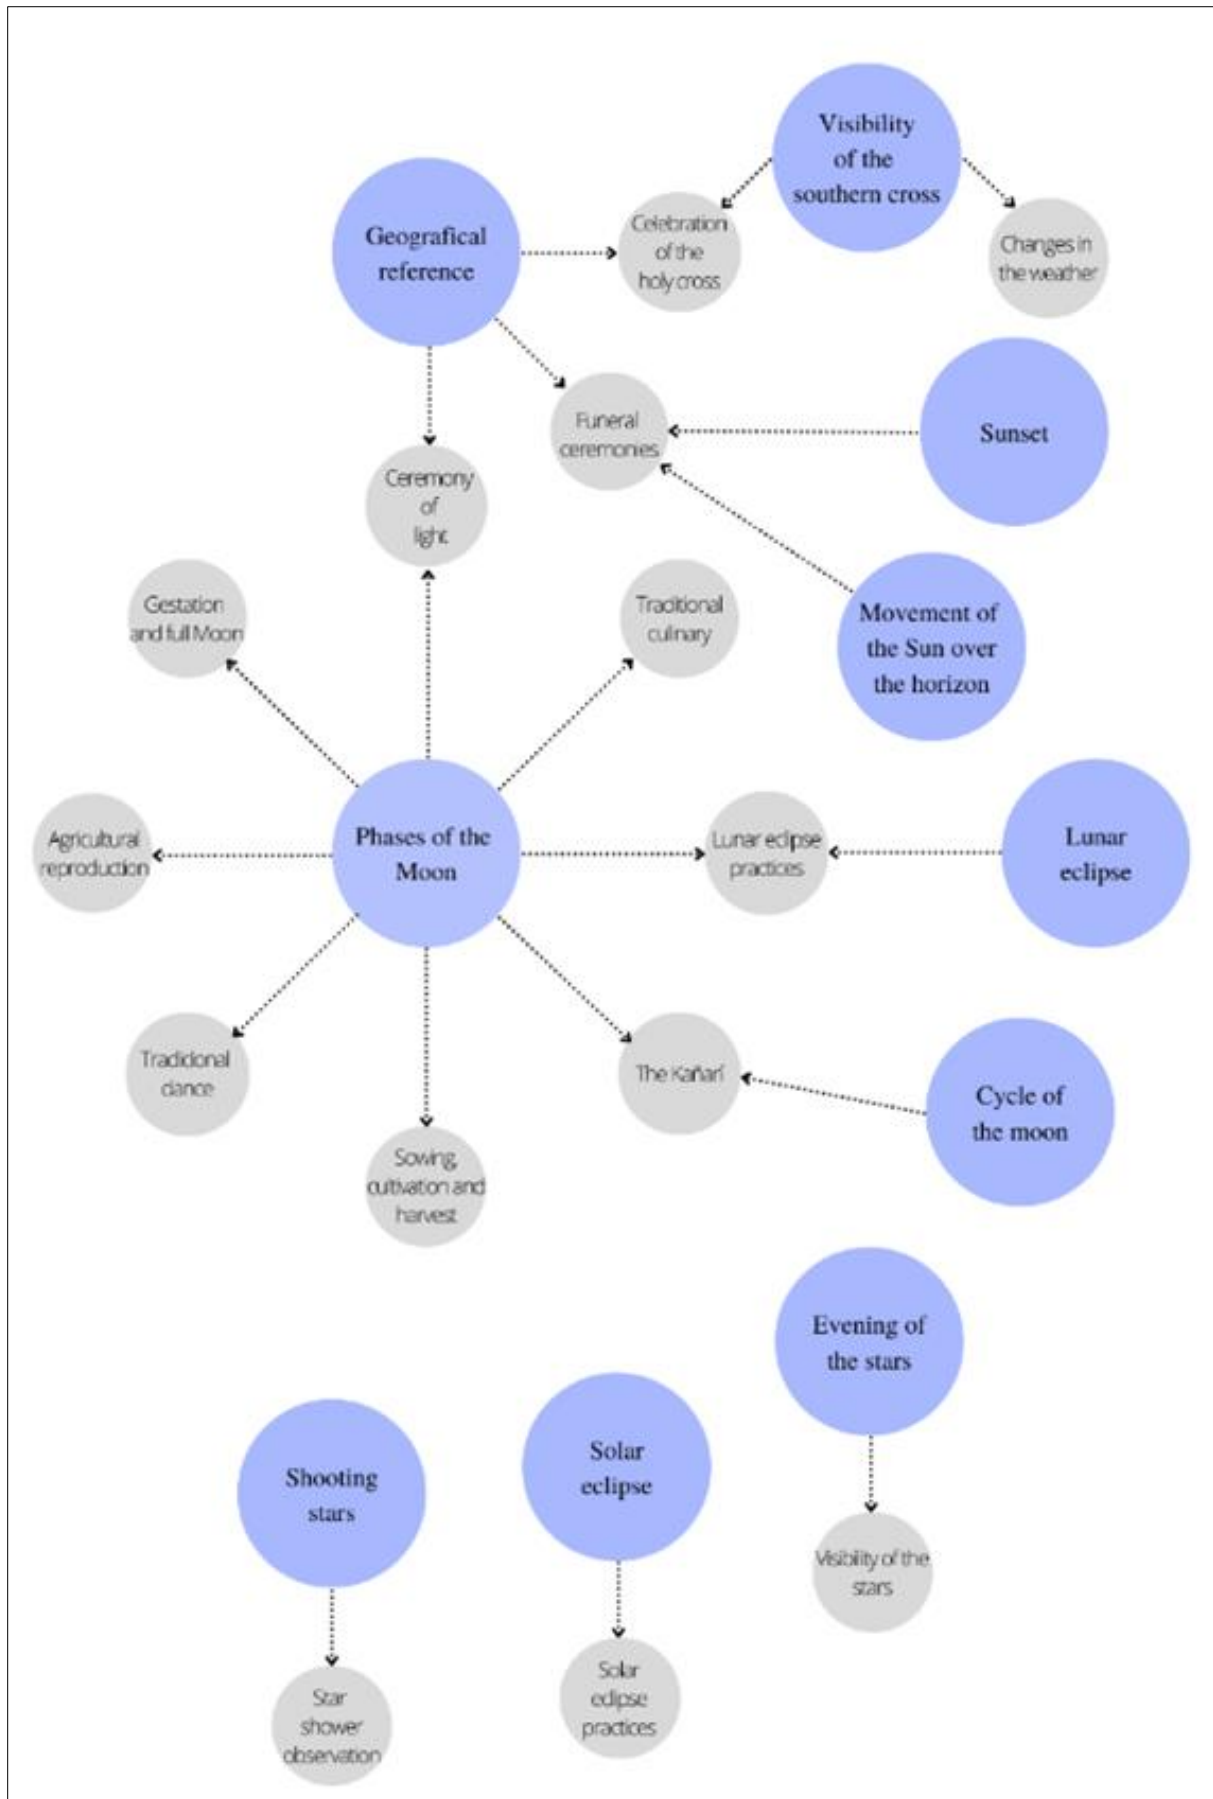 Visibility
of the
southern cross
Geografical
reference
Celebration
of the
holy cross
Changes in
the weather
Funeral
ceremonies
Sunset
Ceremony
of
light
Gestation
and full Moon
Traditional
culinary
Movement of
the Sun over
the horizon
Agricultural
reproduction
Phases of the
Moon
Lunar eclipse
practices
Lunar
eclipse
Tradicional
dance
The Kañarí
Cycle of
the moon
Sowing,
cultivation and
harvest
Evening of
the stars
Shooting
stars
Solar
eclipse
Visibility of the
stars
Star
shower
observation
Solar
eclipse
practices